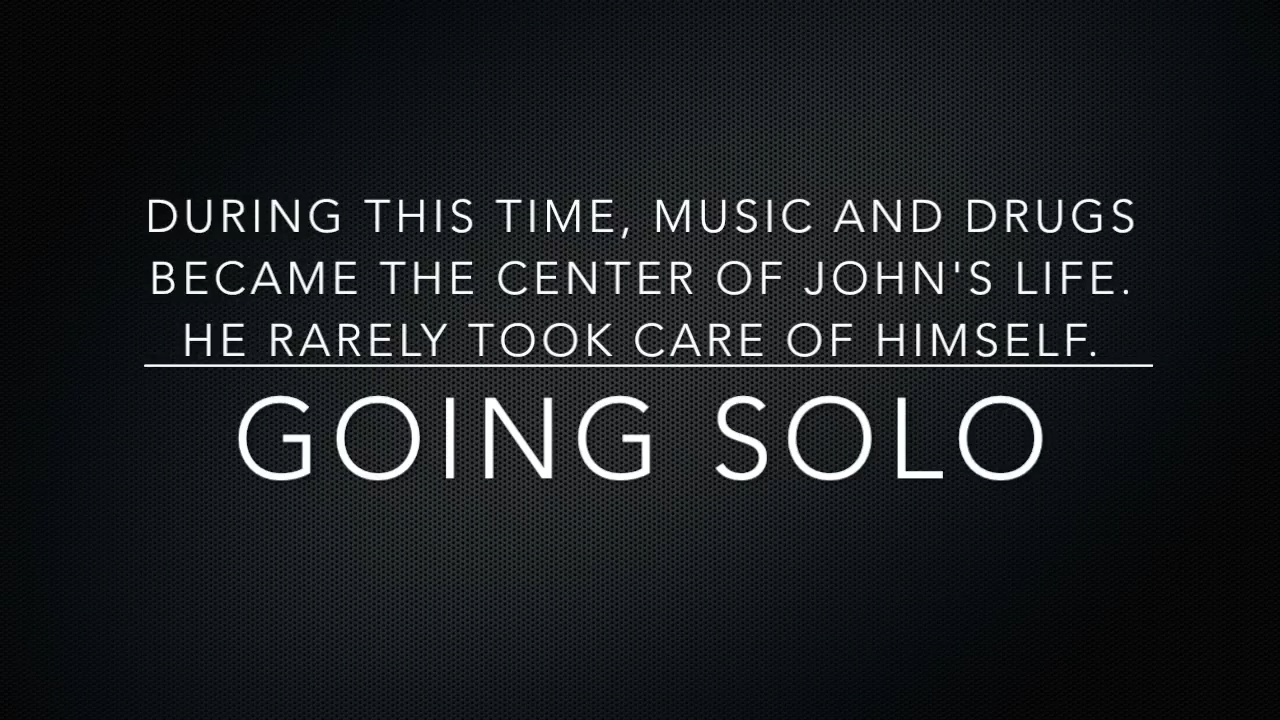 DURING THIS TIME, MUSIC AND DRUGS
BECAME THE CENTER OF JOHN'S LIFE.
HE RARELY TOOK CARE OF HIMSELF.
GOING SOLO